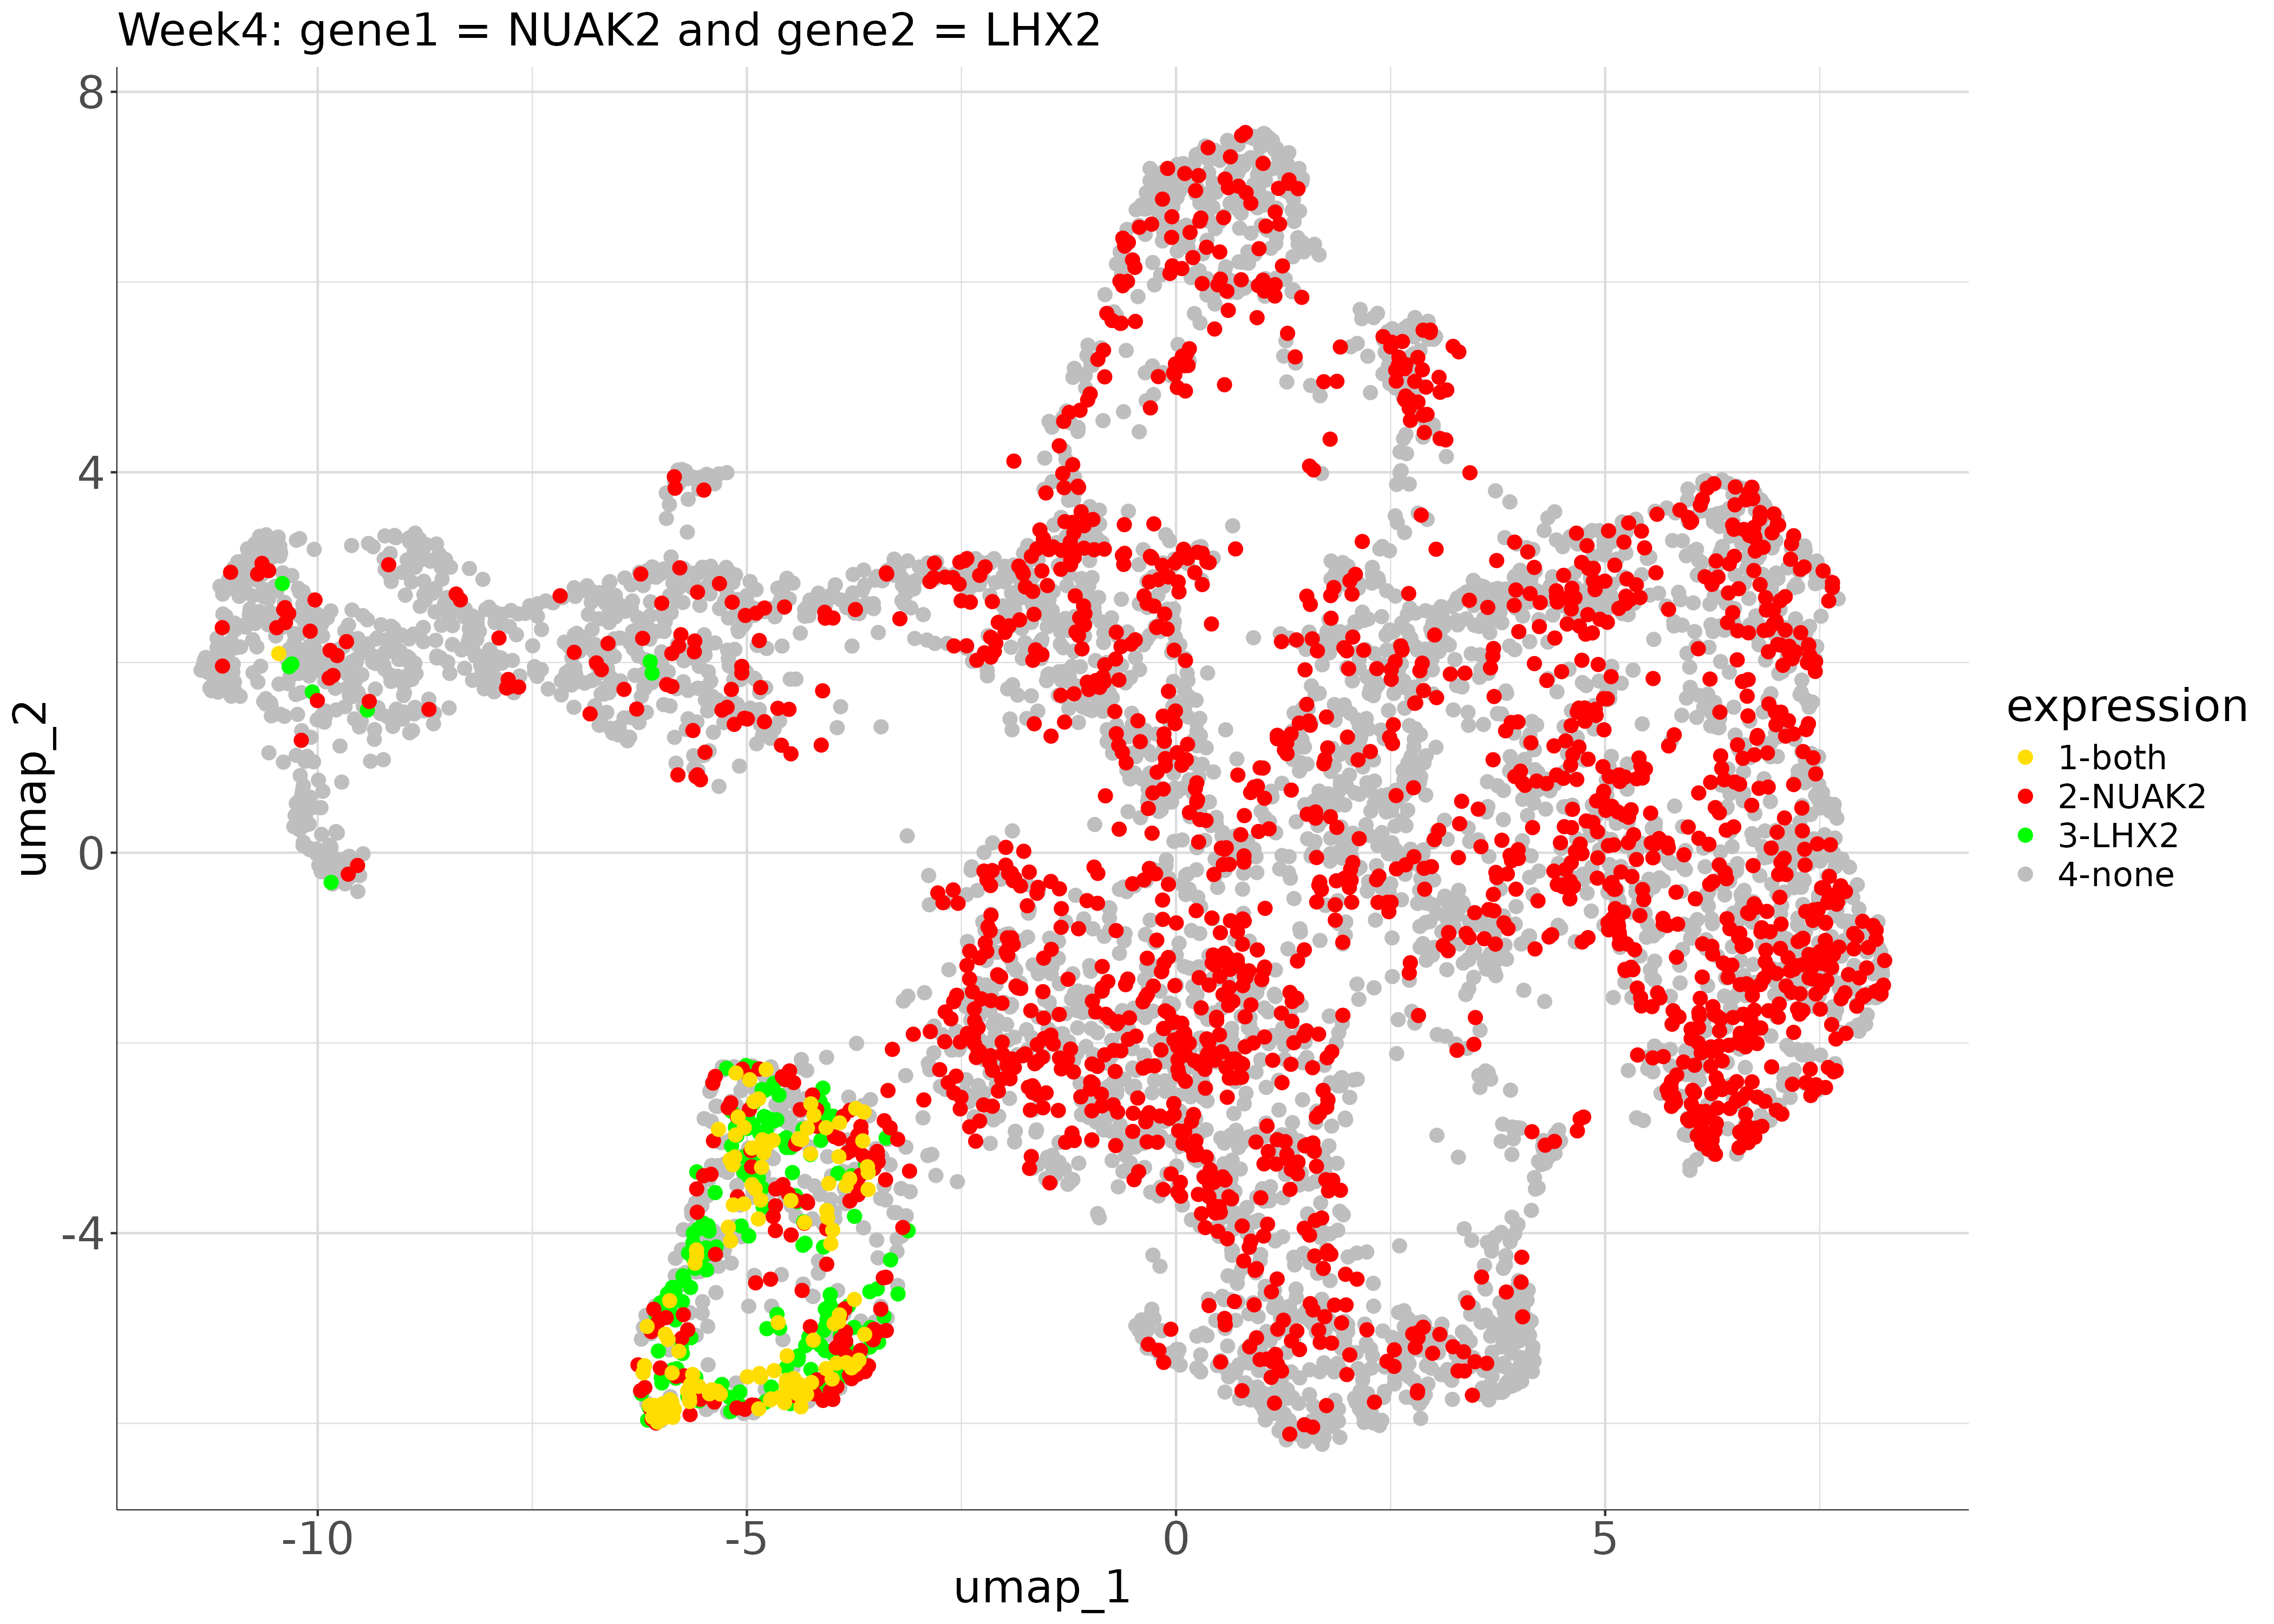 Week4: gene1 = NUAK2 and gene2 = LHX2
8
4
0
-4
umap_2
-10
-5
0
5
umap_1
expression
1-both
2-NUAK2
3-LHX2
4-none